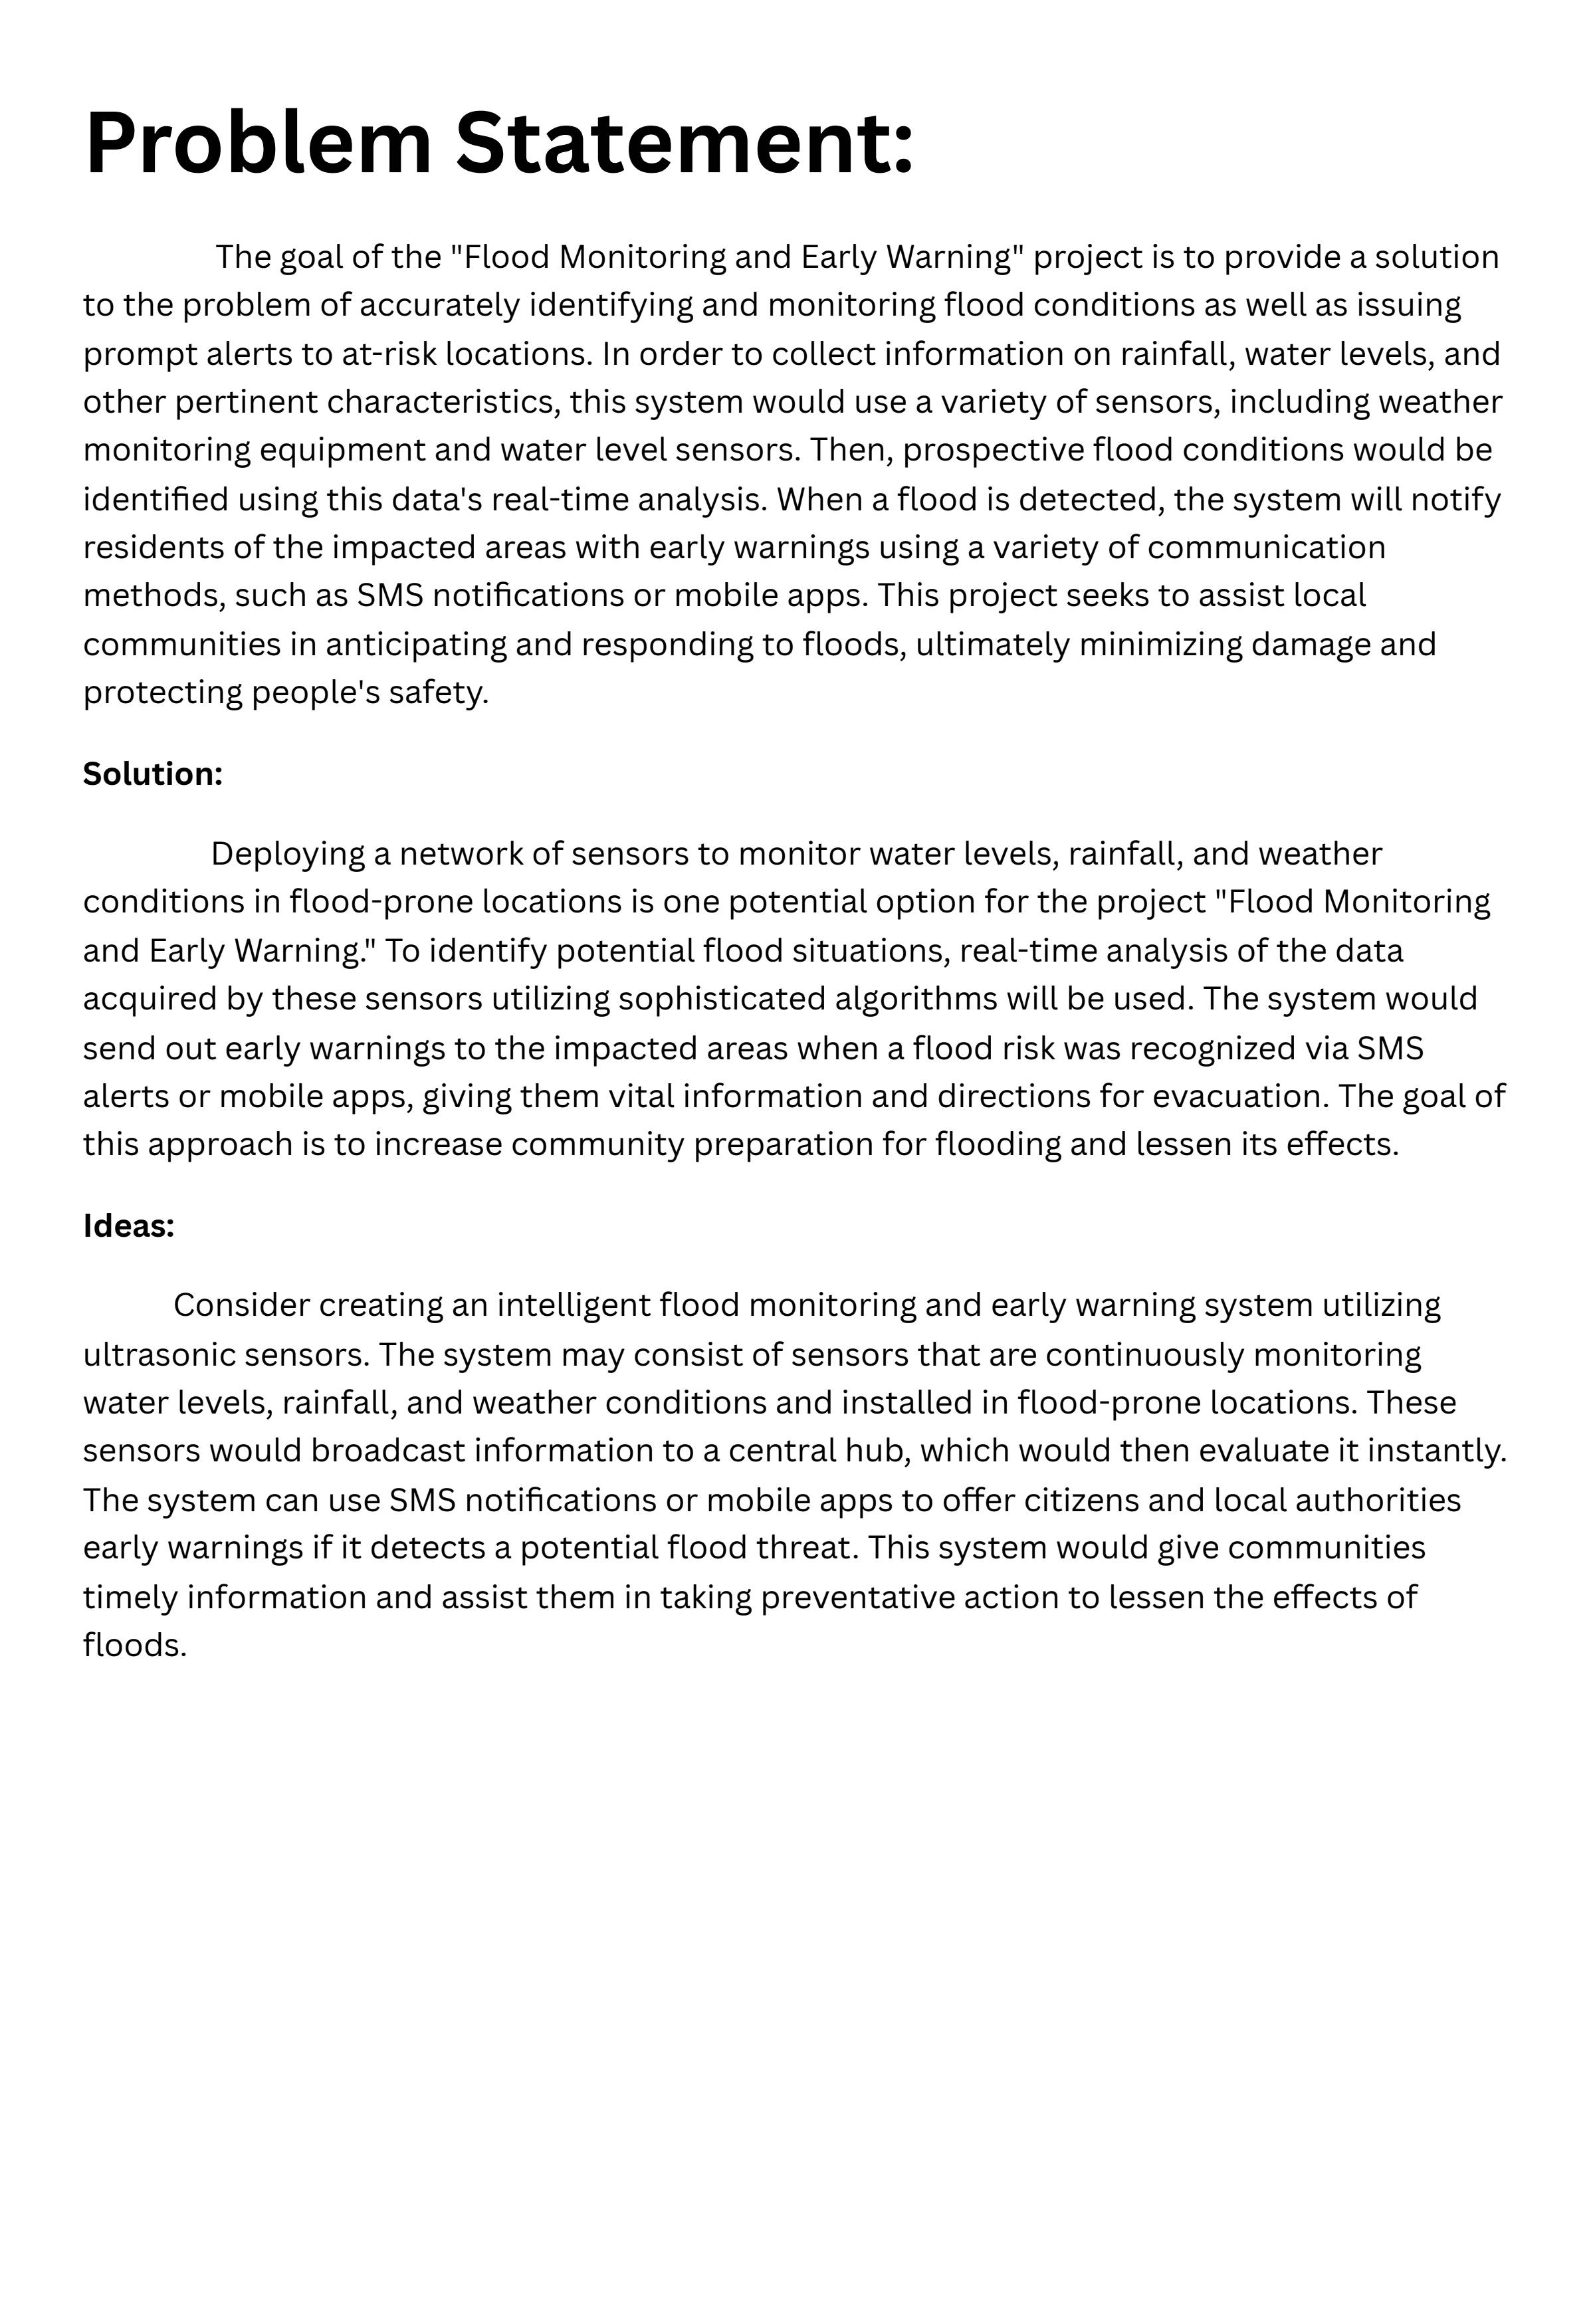 Problem Statement:
The goal of the "Flood Monitoring and Early Warning" project is to provide a solution
to the problem of accurately identifying and monitoring flood conditions as well as issuing
prompt alerts to at-risk locations. In order to collect information on rainfall, water levels, and
other pertinent characteristics, this system would use a variety of sensors, including weather
monitoring equipment and water level sensors. Then, prospective flood conditions would be
identified using this data's real-time analysis. When a flood is detected, the system will notify
residents of the impacted areas with early warnings using a variety of communication
methods, such as SMS notifications or mobile apps. This project seeks to assist local
communities in anticipating and responding to floods, ultimately minimizing damage and
protecting people's safety.
Solution:
Deploying a network of sensors to monitor water levels, rainfall, and weather
conditions in flood-prone locations is one potential option for the project "Flood Monitoring
and Early Warning." To identify potential flood situations, real-time analysis of the data
acquired by these sensors utilizing sophisticated algorithms will be used. The system would
send out early warnings to the impacted areas when a flood risk was recognized via SMS
alerts or mobile apps, giving them vital information and directions for evacuation. The goal of
this approach is to increase community preparation for flooding and lessen its effects.
Ideas:
Consider creating an intelligent flood monitoring and early warning system utilizing
ultrasonic sensors. The system may consist of sensors that are continuously monitoring
water levels, rainfall, and weather conditions and installed in flood-prone locations. These
sensors would broadcast information to a central hub, which would then evaluate it instantly.
The system can use SMS notifications or mobile apps to offer citizens and local authorities
early warnings if it detects a potential flood threat. This system would give communities
timely information and assist them in taking preventative action to lessen the effects of
floods.